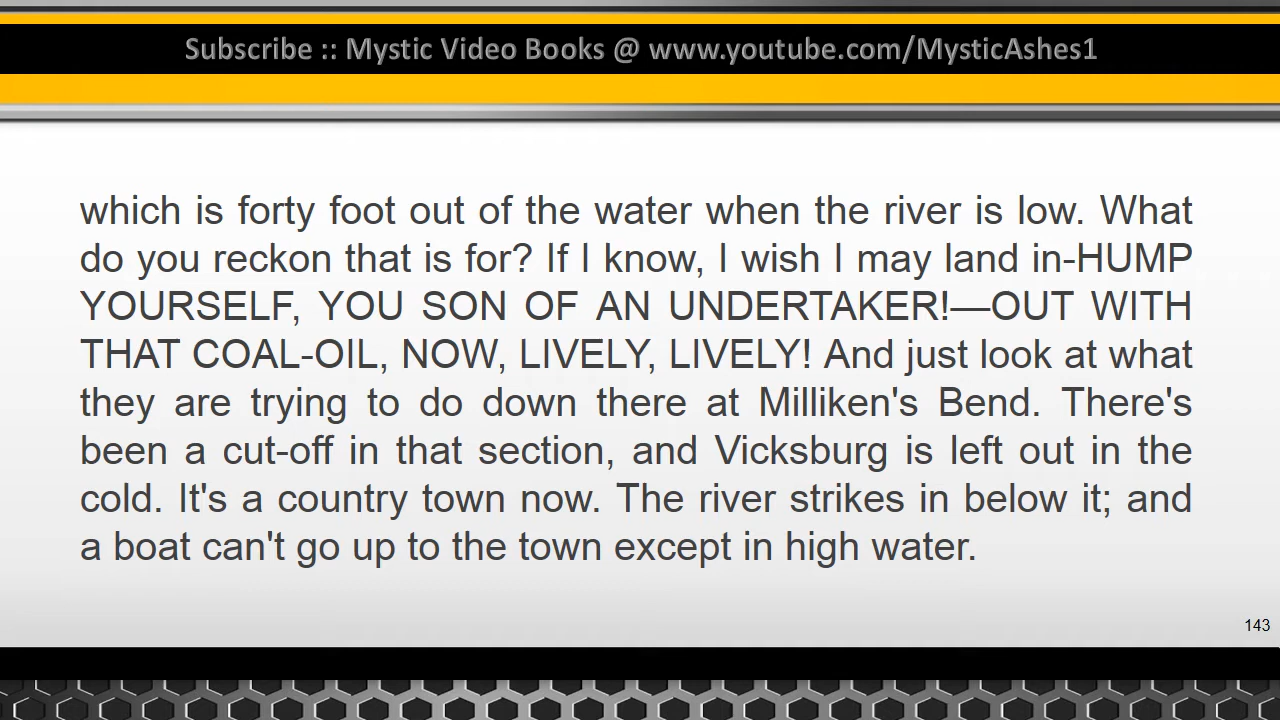 Subscribe :: Mystic Video Books @ www.youtube.com/MysticAshes1
which is forty foot out of the water when the river is low. What
do you reckon that is for? If I know, I wish I may land in-HUMP
YOURSELF, YOU SON OF AN UNDERTAKER!—OUT WITH
THAT COAL-OIL, NOW, LIVELY, LIVELY! And just look at what
they are trying to do down there at Milliken's Bend. There's
been a cut-off in that section, and Vicksburg is left out in the
cold. It's a country town now. The river strikes in below it; and
a boat can't go up to the town except in high water.
143